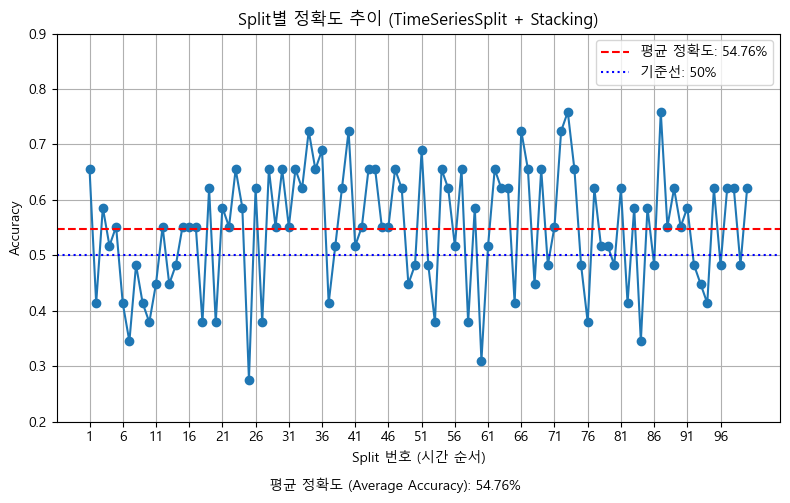 Split별 정확도 추이 (TimeSeriesSplit + Stacking)
평균 정확도: 54.76%
기준선: 50%
Accuracy
0.9
0.8
0.7
0.6
0.5
0.4
0.3
0.2
1 6 11 16 21 26 31 36 41 46 51 56 61 66 71 76 81 86 91 96
Split 번호 (시간 순서)
평균 정확도 (Average Accuracy): 54.76%